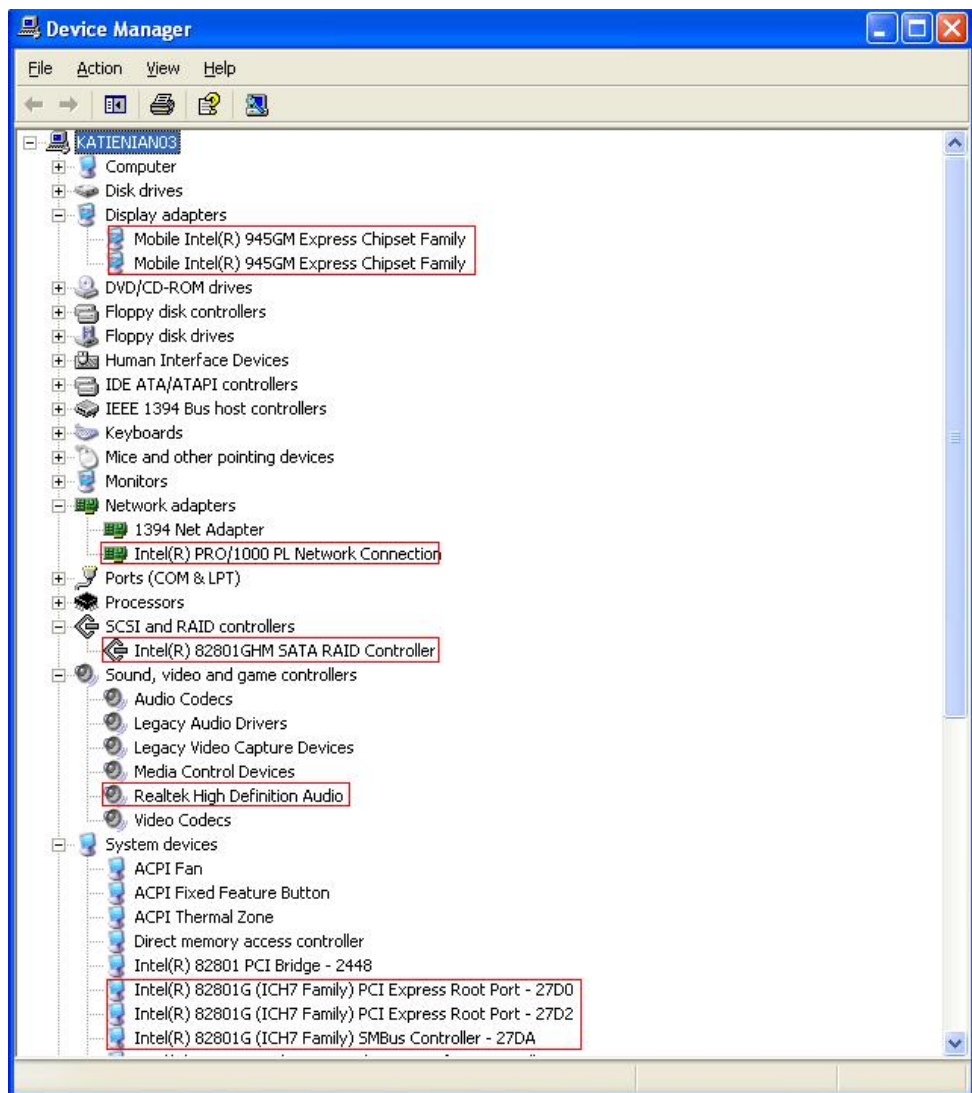 Device Manager
File Action View Help
KATIENIAN03
Computer
Disk drives
Display adapters
Mobile Intel(R) 945GM Express Chipset Family
Mobile Intel(R) 945GM Express Chipset Family
DVD/CD-ROM drives
Floppy disk controllers
Floppy disk drives
Human Interface Devices
IDE ATA/ATAPI controllers
IEEE 1394 Bus host controllers
Keyboards
Mice and other pointing devices
Monitors
Network adapters
1394 Net Adapter
Intel(R) PRO/1000 PL Network Connection
Ports (COM & LPT)
Processors
SCSI and RAID controllers
Intel(R) 82801GHM SATA RAID Controller
Sound, video and game controllers
Audio Codecs
Legacy Audio Drivers
Legacy Video Capture Devices
Media Control Devices
Realtek High Definition Audio
Video Codecs
System devices
ACPI Fan
ACPI Fixed Feature Button
ACPI Thermal Zone
Direct memory access controller
Intel(R) 82801 PCI Bridge - 2448
Intel(R) 82801G (ICH7 Family) PCI Express Root Port - 27D0
Intel(R) 82801G (ICH7 Family) PCI Express Root Port - 27D2
Intel(R) 82801G (ICH7 Family) SMBus Controller - 27DA